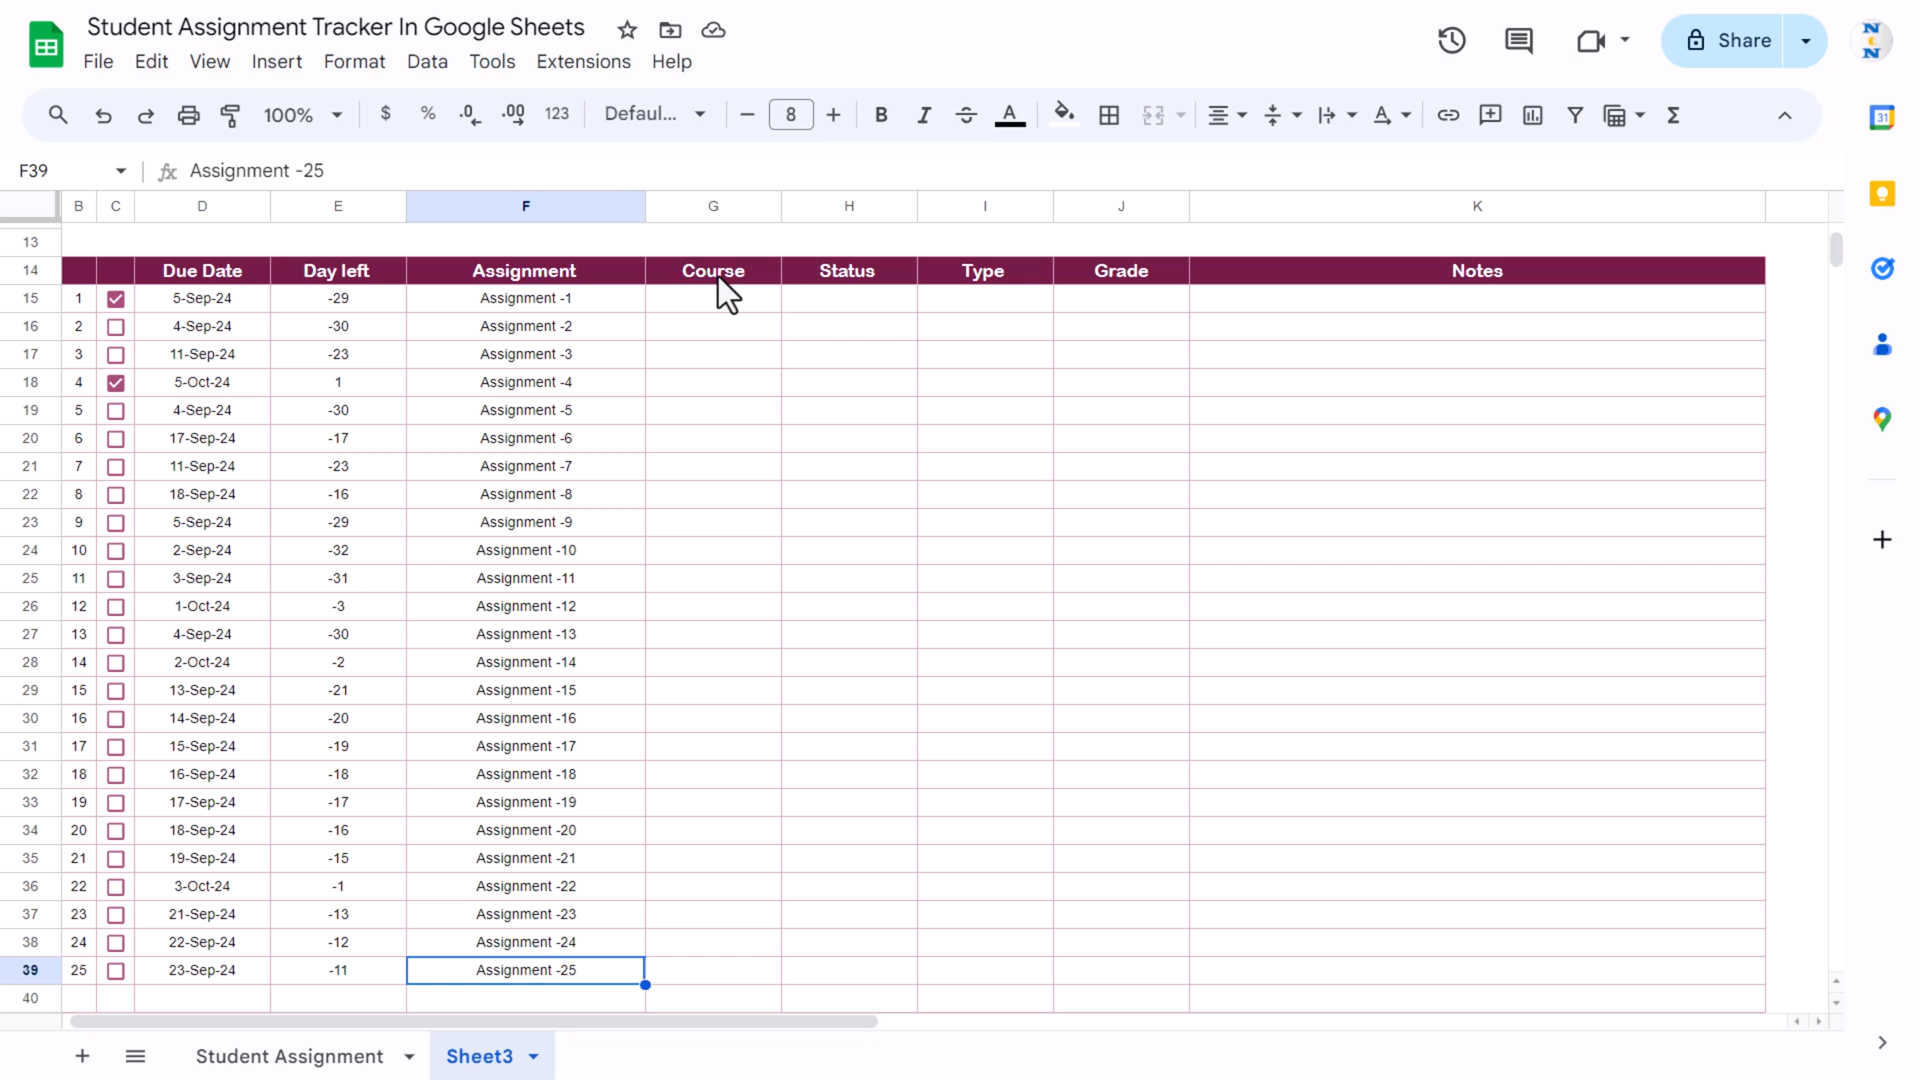 Student Assignment Tracker In Google Sheets
File Edit View Insert Format Data Tools Extensions Help
Share
100% $ % .0 .00 123 Defaul... 8 B I A Σ
31
F39 fx Assignment -25
B C D E F G H I J K
13
14 Due Date Day left Assignment Course Status Type Grade Notes
15 1 5-Sep-24 -29 Assignment -1
16 2 4-Sep-24 -30 Assignment -2
17 3 11-Sep-24 -23 Assignment -3
18 4 5-Oct-24 1 Assignment -4
19 5 4-Sep-24 -30 Assignment -5
20 6 17-Sep-24 -17 Assignment -6
21 7 11-Sep-24 -23 Assignment -7
22 8 18-Sep-24 -16 Assignment -8
23 9 5-Sep-24 -29 Assignment -9
24 10 2-Sep-24 -32 Assignment -10
25 11 3-Sep-24 -31 Assignment -11
26 12 1-Oct-24 -3 Assignment -12
27 13 4-Sep-24 -30 Assignment -13
28 14 2-Oct-24 -2 Assignment -14
29 15 13-Sep-24 -21 Assignment -15
30 16 14-Sep-24 -20 Assignment -16
31 17 15-Sep-24 -19 Assignment -17
32 18 16-Sep-24 -18 Assignment -18
33 19 17-Sep-24 -17 Assignment -19
34 20 18-Sep-24 -16 Assignment -20
35 21 19-Sep-24 -15 Assignment -21
36 22 3-Oct-24 -1 Assignment -22
37 23 21-Sep-24 -13 Assignment -23
38 24 22-Sep-24 -12 Assignment -24
39 25 23-Sep-24 -11 Assignment -25
40
Student Assignment Sheet3